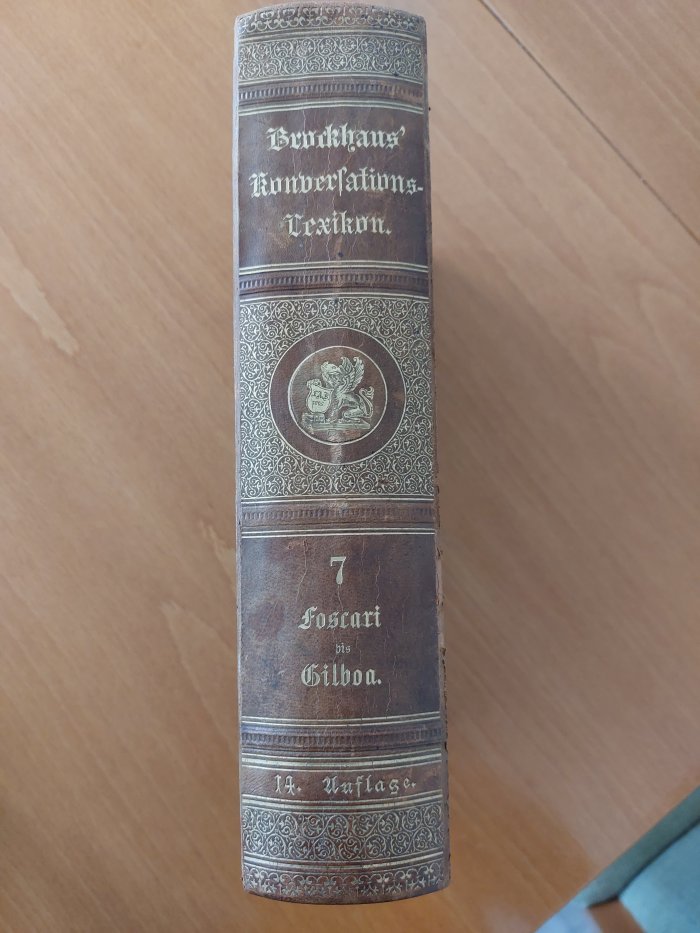 Brockhaus'
Konverſations-
Lexikon.
7
Foscari
bis
Gilboa.
14. Auflage.